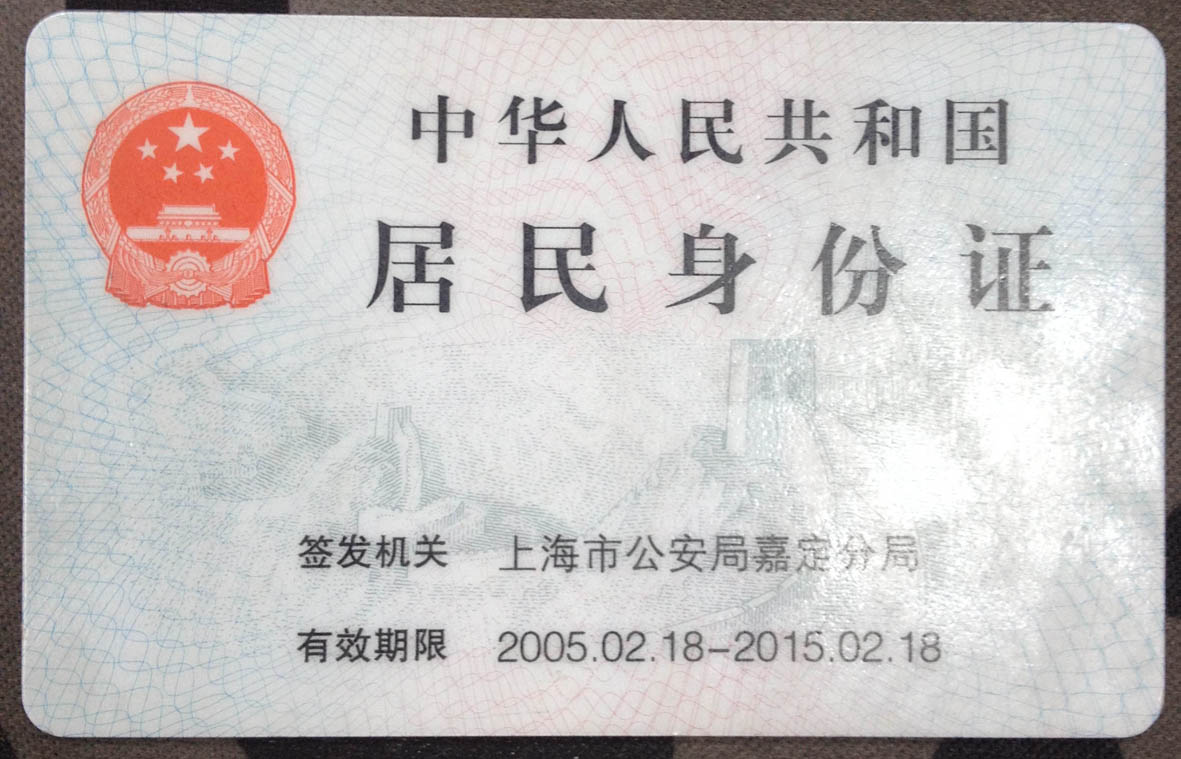 中华人民共和国
居民身份证
签发机关 上海市公安局嘉定分局
有效期限 2005.02.18-2015.02.18